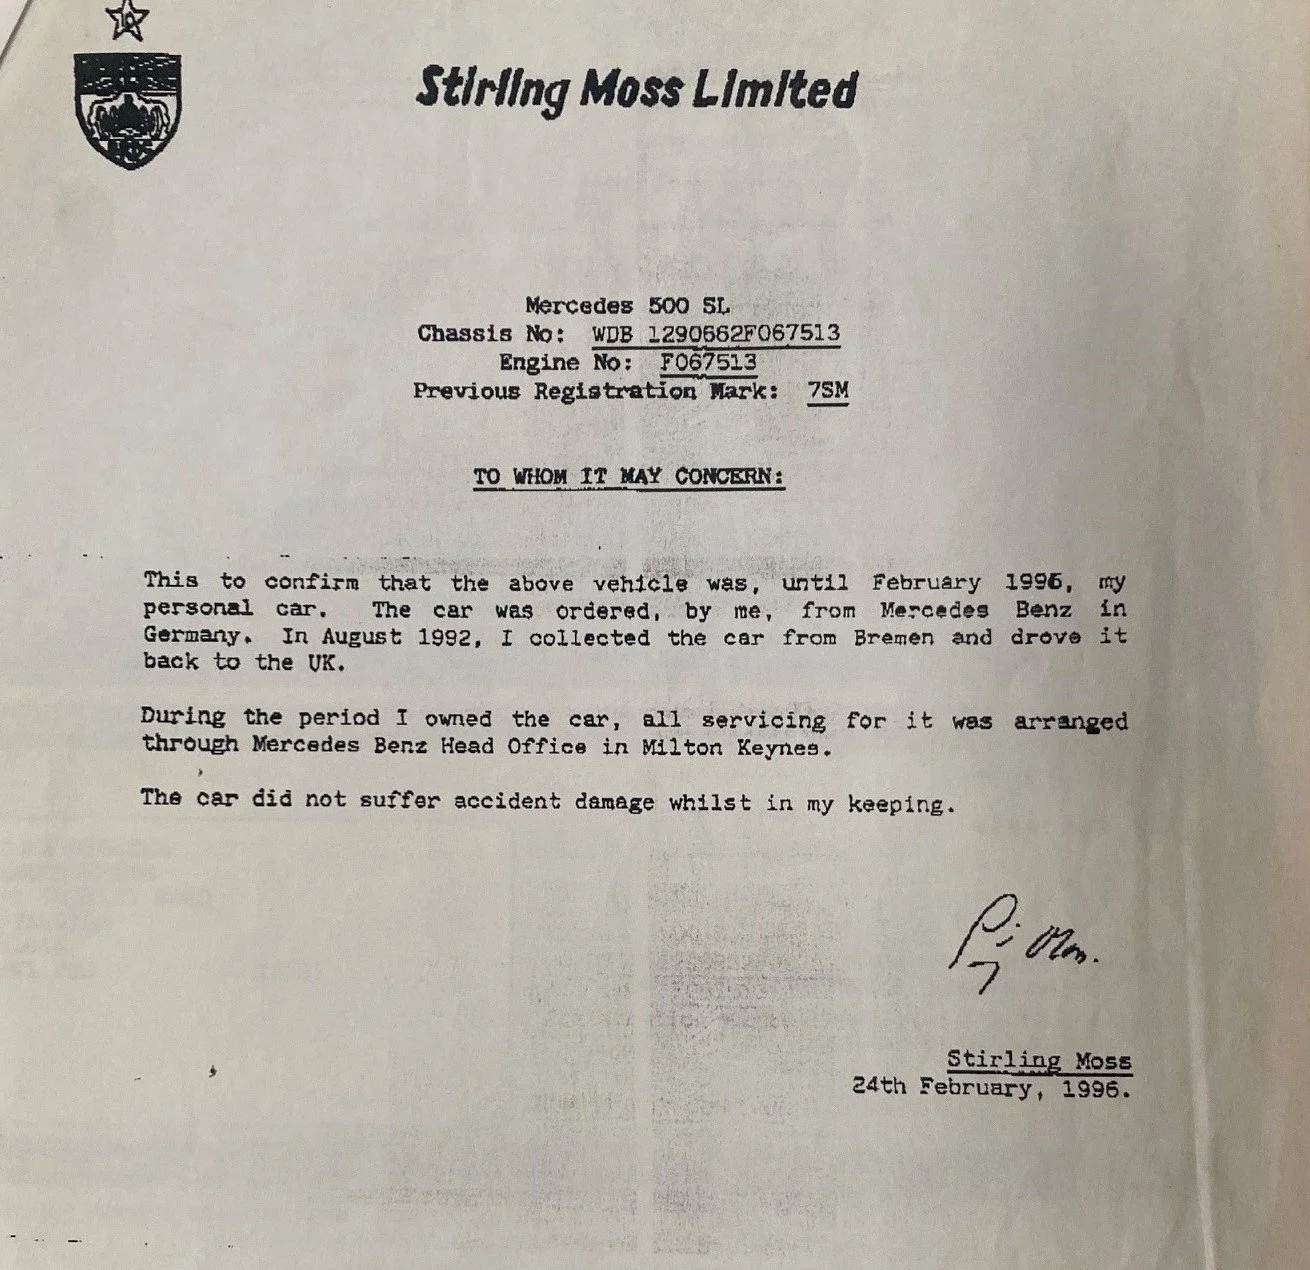 Stirling Moss Limited
Mercedes 500 SL
Chassis No: WDB 1290662F067513
Engine No: F067513
Previous Registration Mark: 7SM
TO WHOM IT MAY CONCERN:
This to confirm that the above vehicle was, until February 1996, my
personal car. The car was ordered, by me, from Mercedes Benz in
Germany. In August 1992, I collected the car from Bremen and drove it
back to the UK.
During the period I owned the car, all servicing for it was arranged
through Mercedes Benz Head Office in Milton Keynes.
The car did not suffer accident damage whilst in my keeping.
Stirling Moss
24th February, 1996.